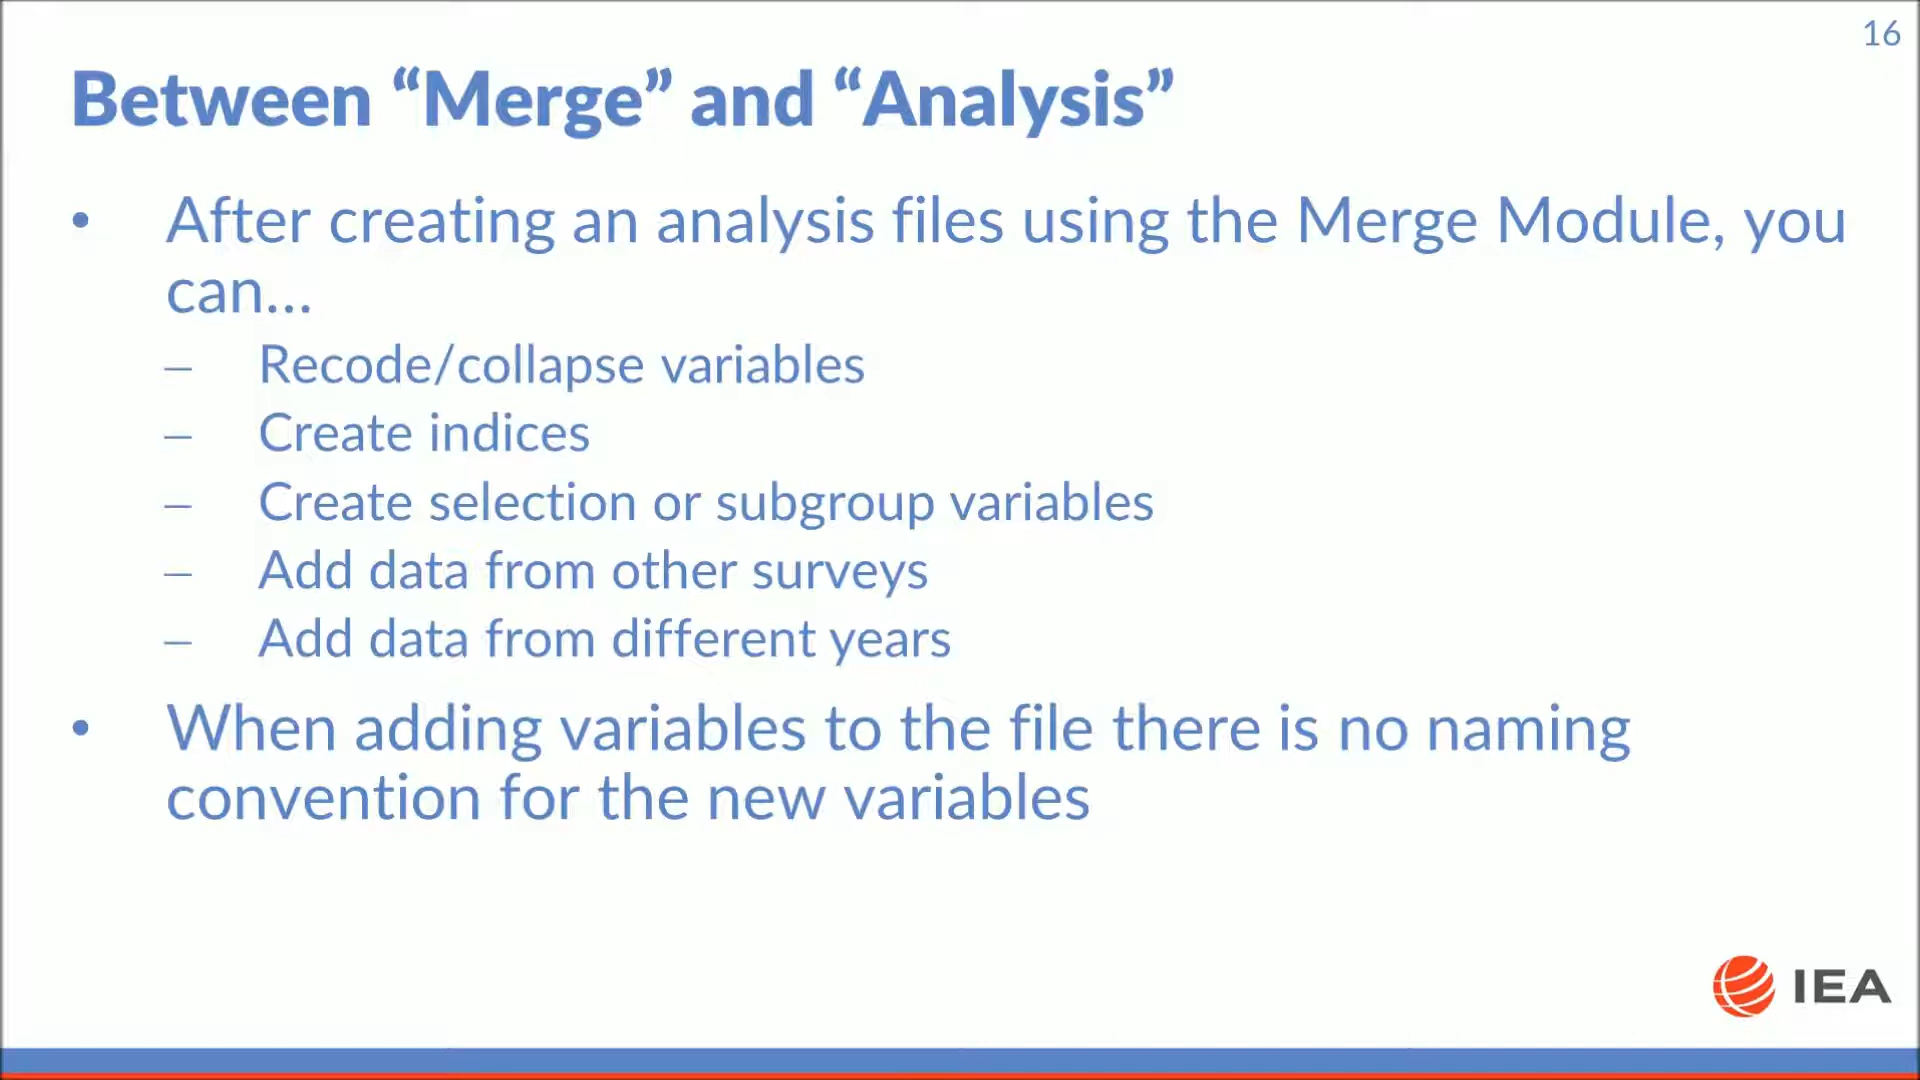 16
Between “Merge” and “Analysis”
• After creating an analysis files using the Merge Module, you
can...
– Recode/collapse variables
– Create indices
– Create selection or subgroup variables
– Add data from other surveys
– Add data from different years
• When adding variables to the file there is no naming
convention for the new variables
IEA